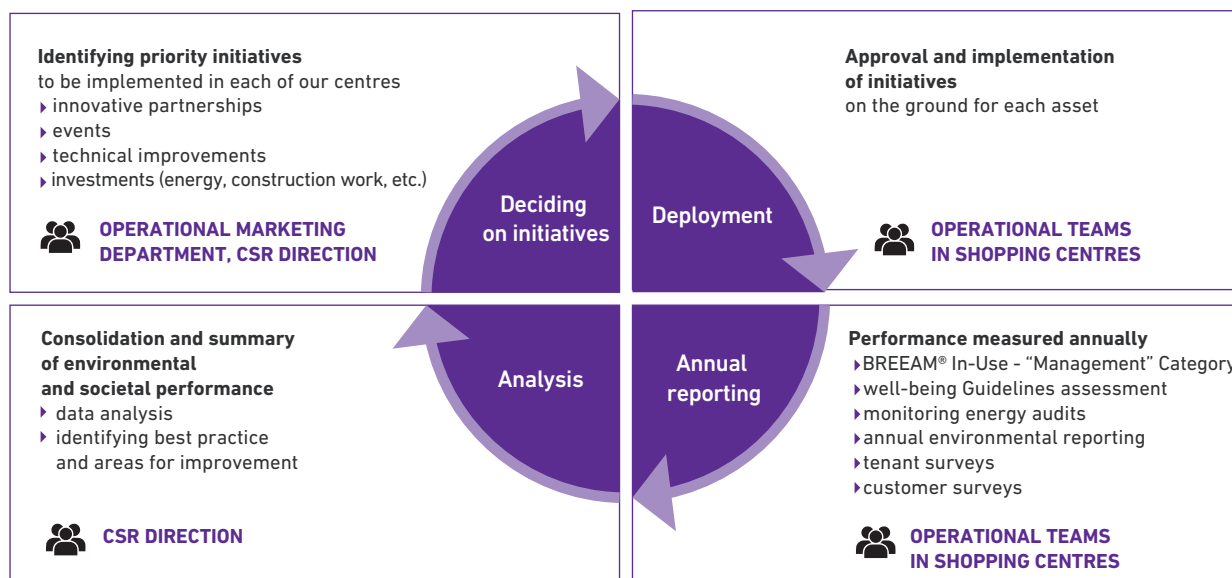 Identifying priority initiatives
to be implemented in each of our centres
innovative partnerships
events
technical improvements
investments (energy, construction work, etc.)
OPERATIONAL MARKETING
DEPARTMENT, CSR DIRECTION
Deciding
on initiatives
Approval and implementation
of initiatives
on the ground for each asset
OPERATIONAL TEAMS
IN SHOPPING CENTRES
Deployment
Consolidation and summary
of environmental
and societal performance
data analysis
identifying best practice
and areas for improvement
CSR DIRECTION
Analysis
Annual
reporting
Performance measured annually
BREEAM® In-Use - “Management” Category
well-being Guidelines assessment
monitoring energy audits
annual environmental reporting
tenant surveys
customer surveys
OPERATIONAL TEAMS
IN SHOPPING CENTRES